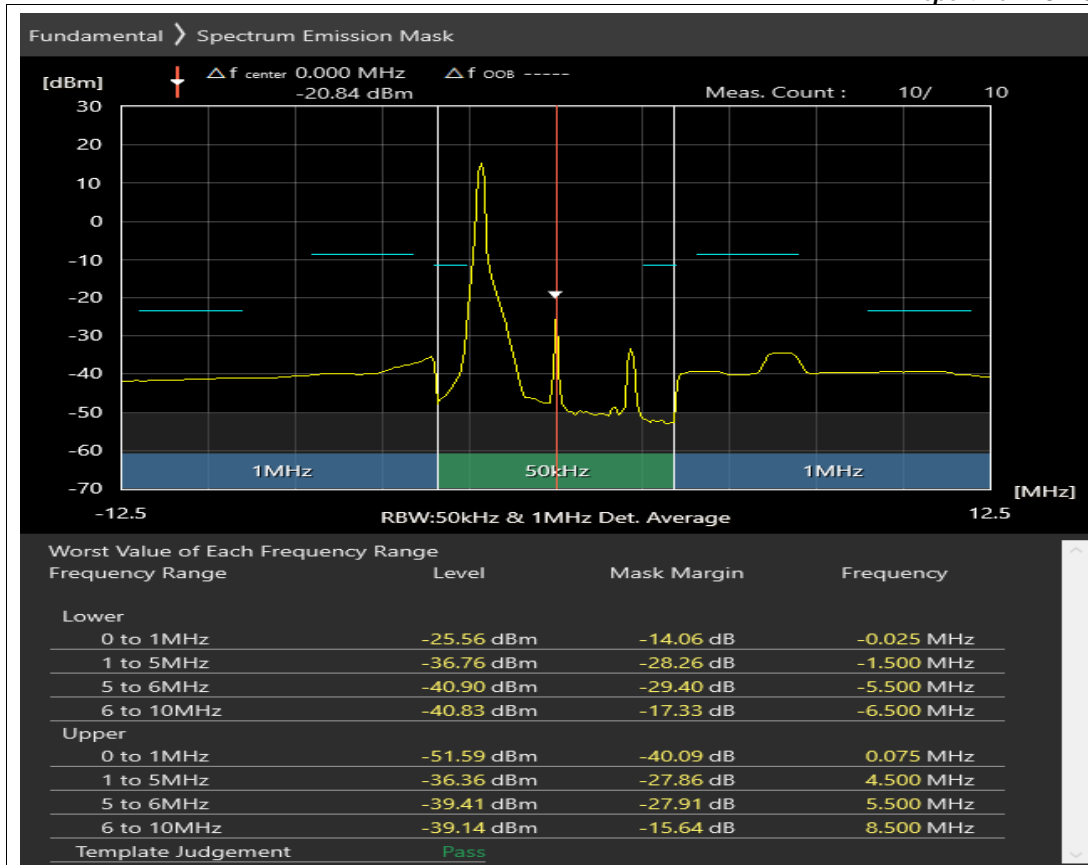 Fundamental ❯ Spectrum Emission Mask
[dBm] △ f center 0.000 MHz △ f OOB -----
-20.84 dBm Meas. Count : 10/ 10
30
20
10
0
-10
-20
-30
-40
-50
-60
1MHz 50kHz 1MHz
-70
[MHz]
-12.5 RBW:50kHz & 1MHz Det. Average 12.5
Worst Value of Each Frequency Range
Frequency Range Level Mask Margin Frequency
Lower
0 to 1MHz -25.56 dBm -14.06 dB -0.025 MHz
1 to 5MHz -36.76 dBm -28.26 dB -1.500 MHz
5 to 6MHz -40.90 dBm -29.40 dB -5.500 MHz
6 to 10MHz -40.83 dBm -17.33 dB -6.500 MHz
Upper
0 to 1MHz -51.59 dBm -40.09 dB 0.075 MHz
1 to 5MHz -36.36 dBm -27.86 dB 4.500 MHz
5 to 6MHz -39.41 dBm -27.91 dB 5.500 MHz
6 to 10MHz -39.14 dBm -15.64 dB 8.500 MHz
Template Judgement Pass